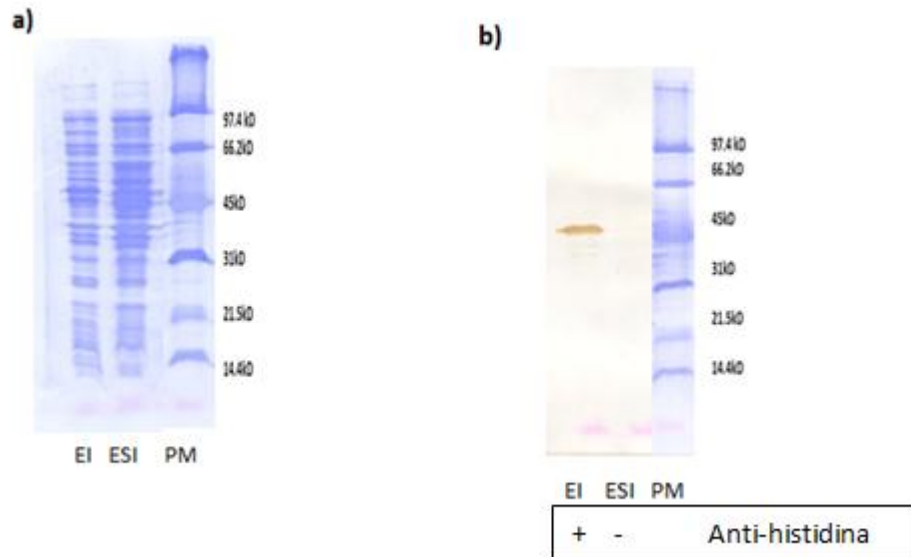 a)
97.4 kD
66.2kD
45kD
31kD
21.5kD
14.4kD
EI ESI PM
b)
97.4 kD
66.2kD
45kD
31kD
21.5kD
14.4kD
EI ESI PM
+ - Anti-histidina